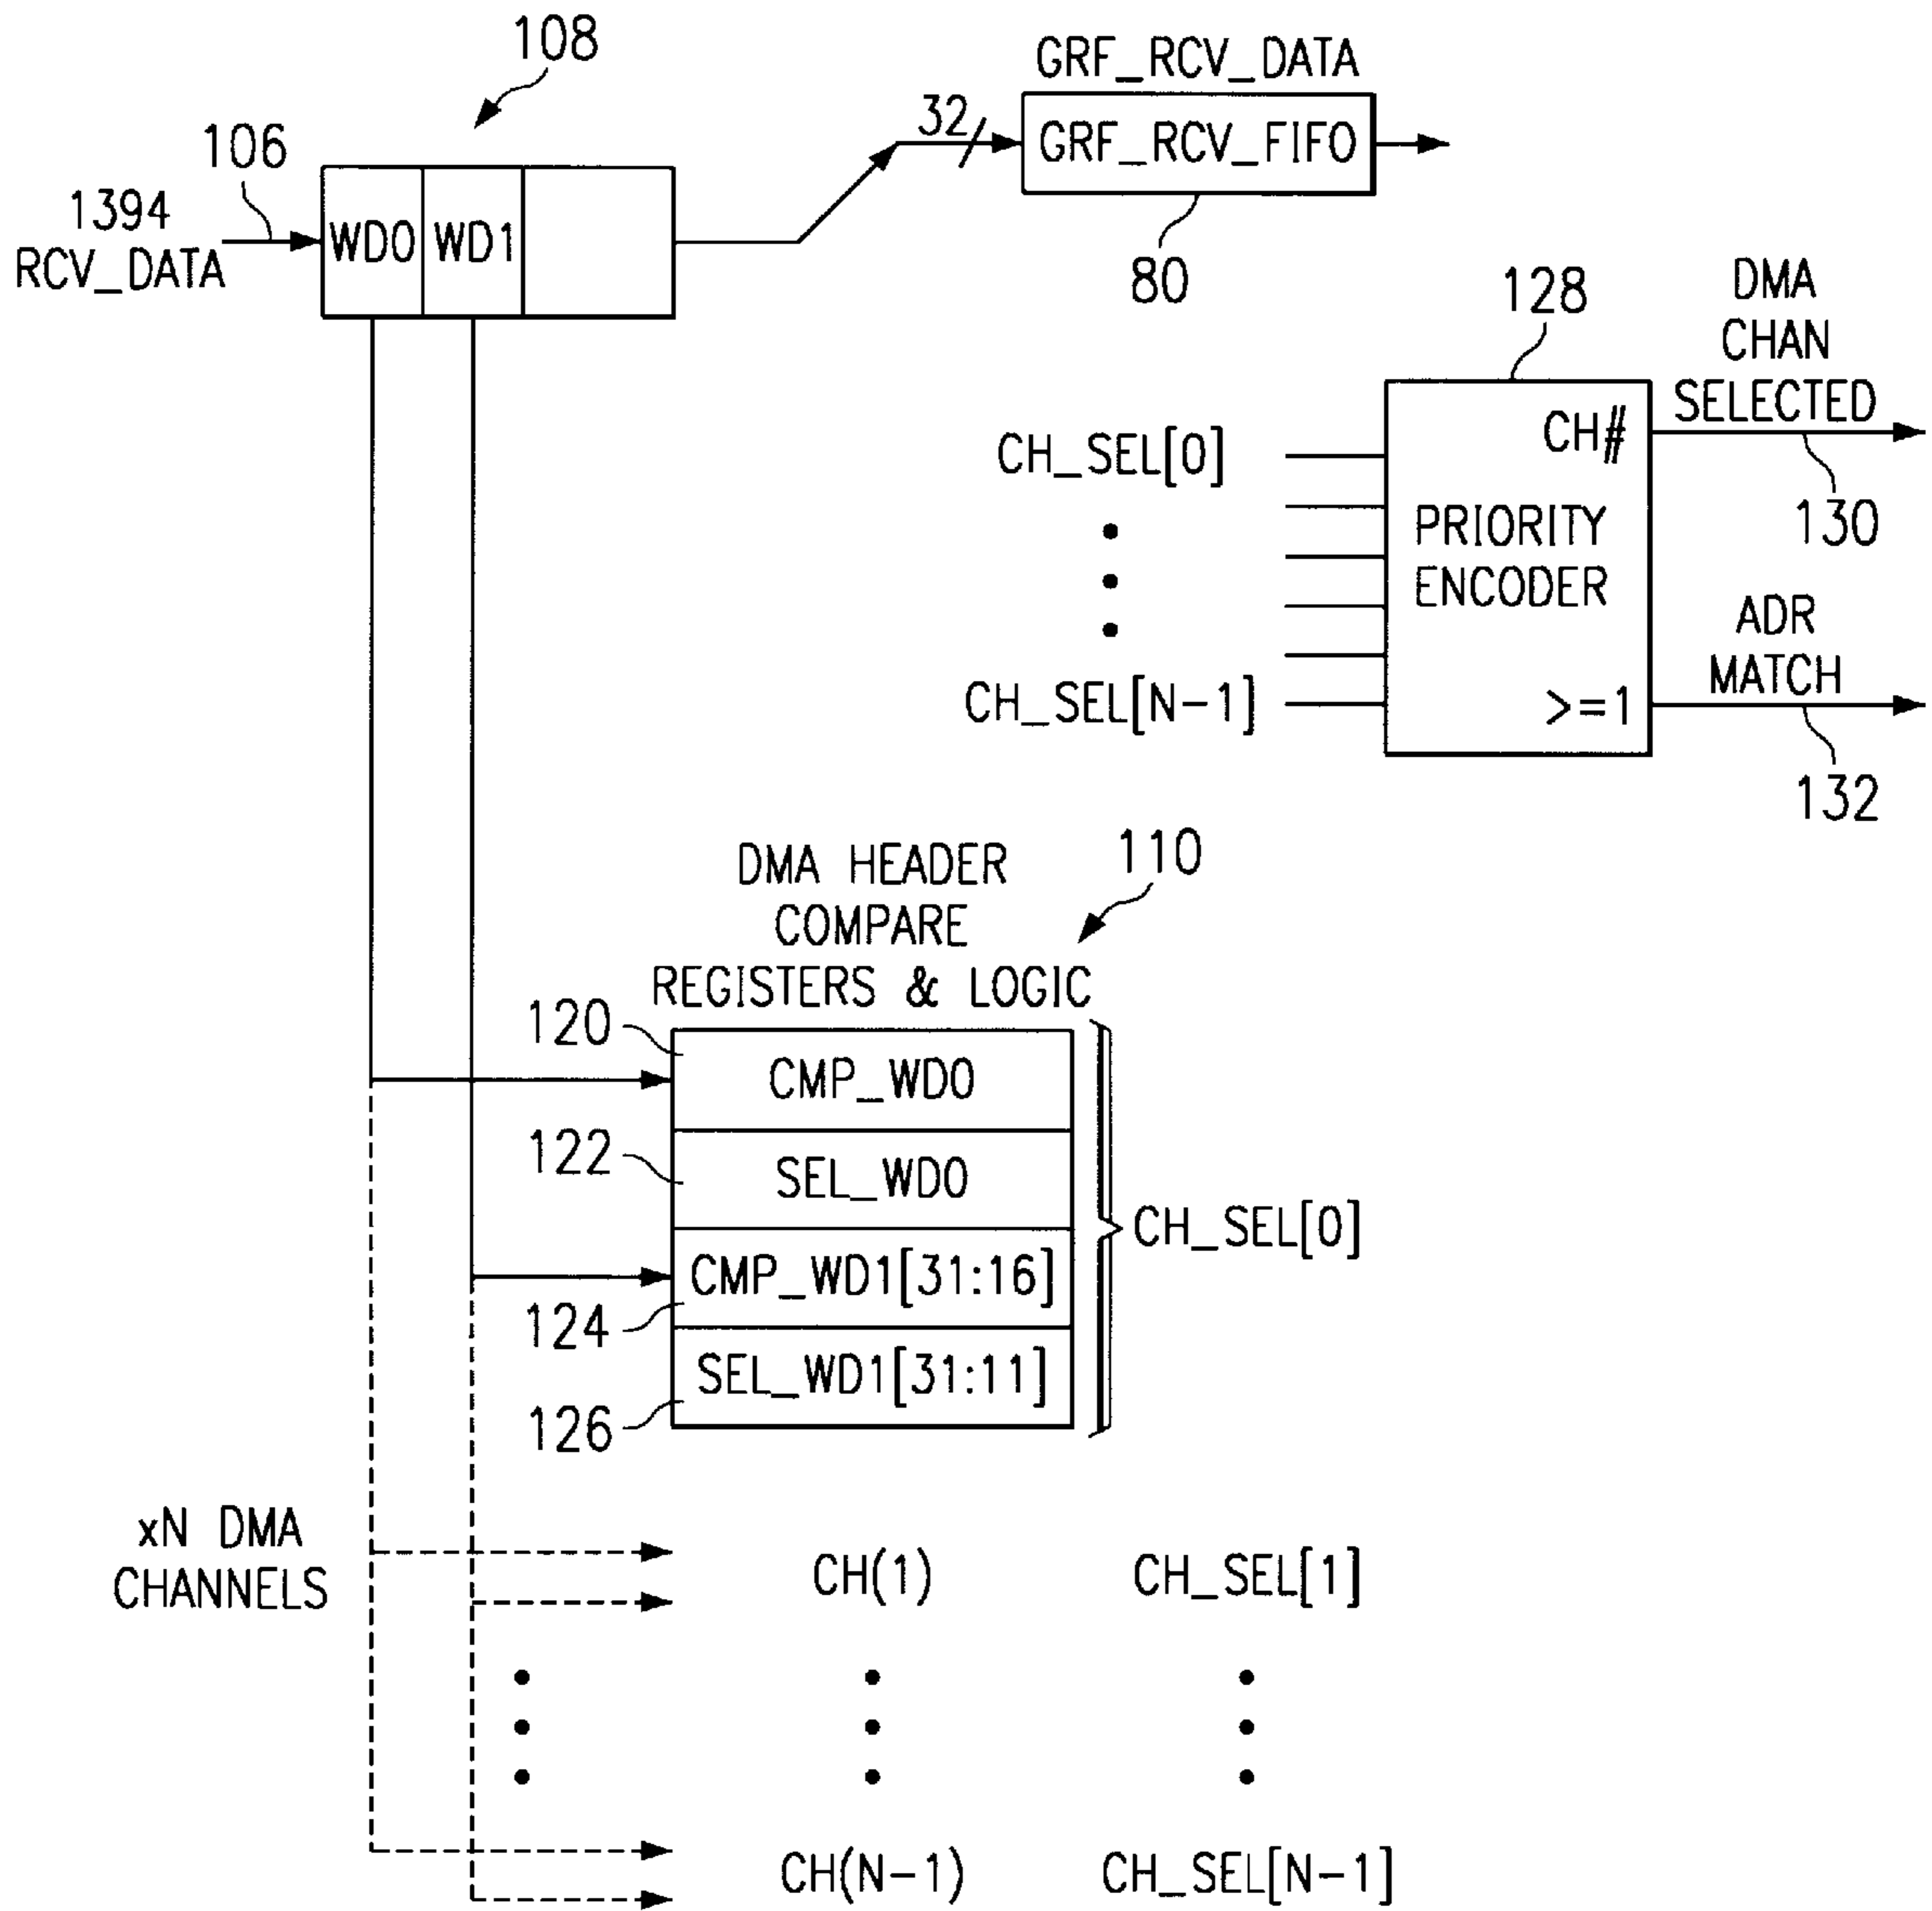 108
GRF_RCV_DATA
32
GRF_RCV_FIFO
106
1394
RCV_DATA
WD0
WD1
80
128
DMA
CHAN
SELECTED
CH#
CH_SEL[0]
130
PRIORITY
ENCODER
ADR
MATCH
CH_SEL[N-1]
>=1
132
DMA HEADER
COMPARE
REGISTERS & LOGIC
110
120
CMP_WD0
122
SEL_WD0
CH_SEL[0]
CMP_WD1[31:16]
124
SEL_WD1[31:11]
126
xN DMA
CHANNELS
CH(1)
CH_SEL[1]
CH(N-1)
CH_SEL[N-1]